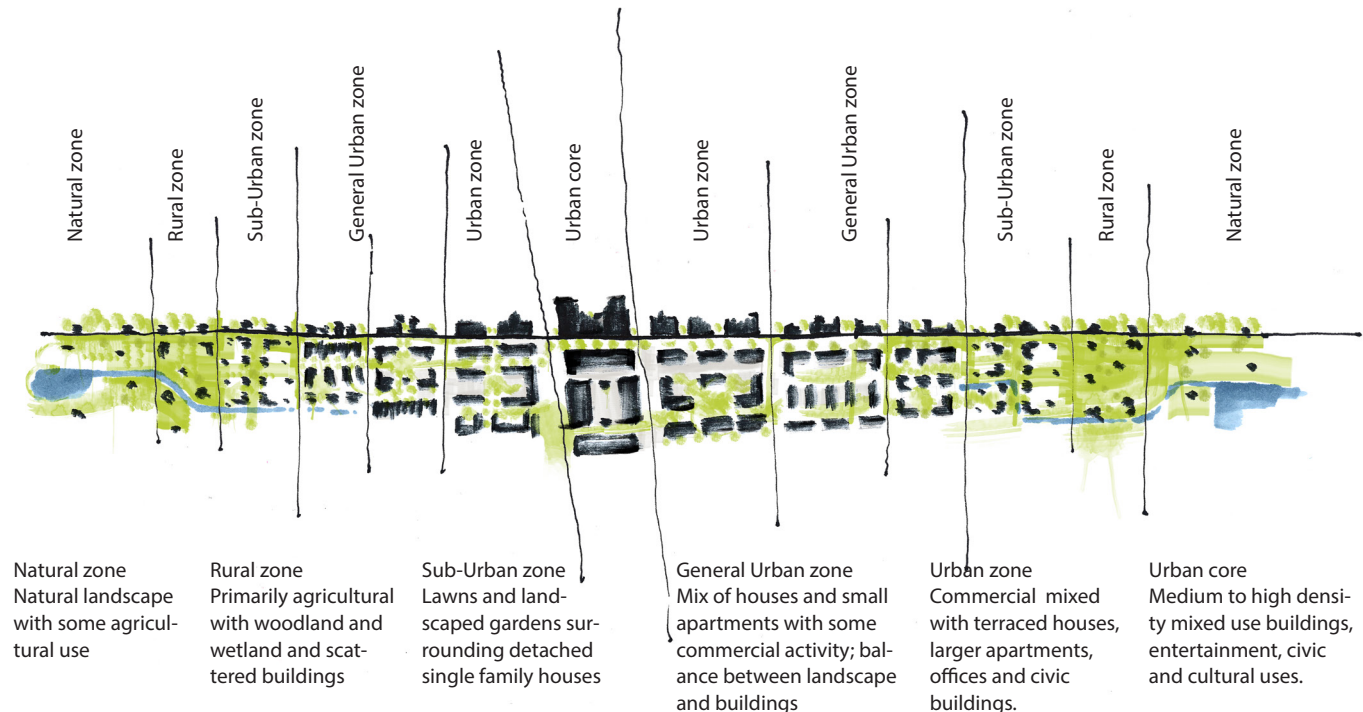 Natural zone
Rural zone
Sub-Urban zone
General Urban zone
Urban zone
Urban core
Urban zone
General Urban zone
Sub-Urban zone
Rural zone
Natural zone
Natural zone
Natural landscape
with some agricul-
tural use
Rural zone
Primarily agricultural
with woodland and
wetland and scat-
tered buildings
Sub-Urban zone
Lawns and land-
scaped gardens sur-
rounding detached
single family houses
General Urban zone
Mix of houses and small
apartments with some
commercial activity; bal-
ance between landscape
and buildings
Urban zone
Commercial mixed
with terraced houses,
larger apartments,
offices and civic
buildings.
Urban core
Medium to high densi-
ty mixed use buildings,
entertainment, civic
and cultural uses.